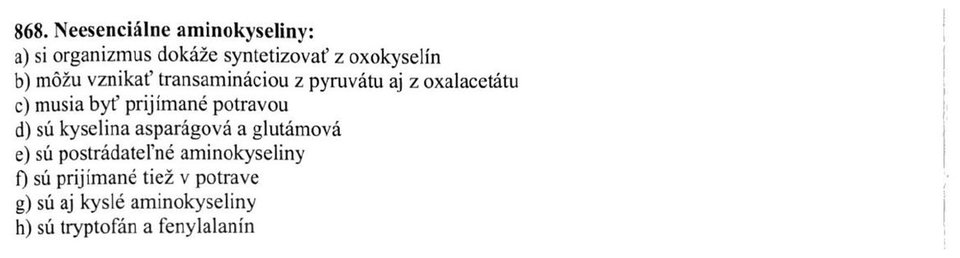 868. Neesenciálne aminokyseliny:
a) si organizmus dokáže syntetizovať z oxokyselín
b) môžu vznikať transamináciou z pyruvátu aj z oxalacetátu
c) musia byť prijímané potravou
d) sú kyselina asparágová a glutámová
e) sú postrádateľné aminokyseliny
f) sú prijímané tiež v potrave
g) sú aj kyslé aminokyseliny
h) sú tryptofán a fenylalanín